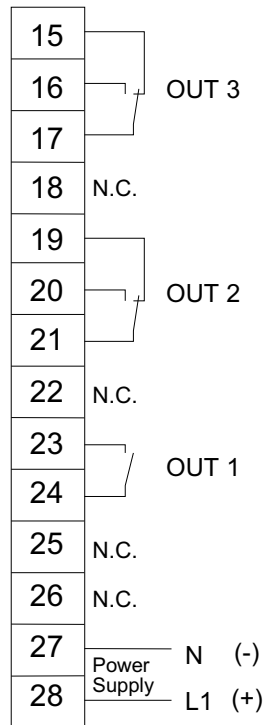 15
16 OUT 3
17
18 N.C.
19
20 OUT 2
21
22 N.C.
23
OUT 1
24
25 N.C.
26 N.C.
27 N (-)
Power
Supply
28 L1 (+)